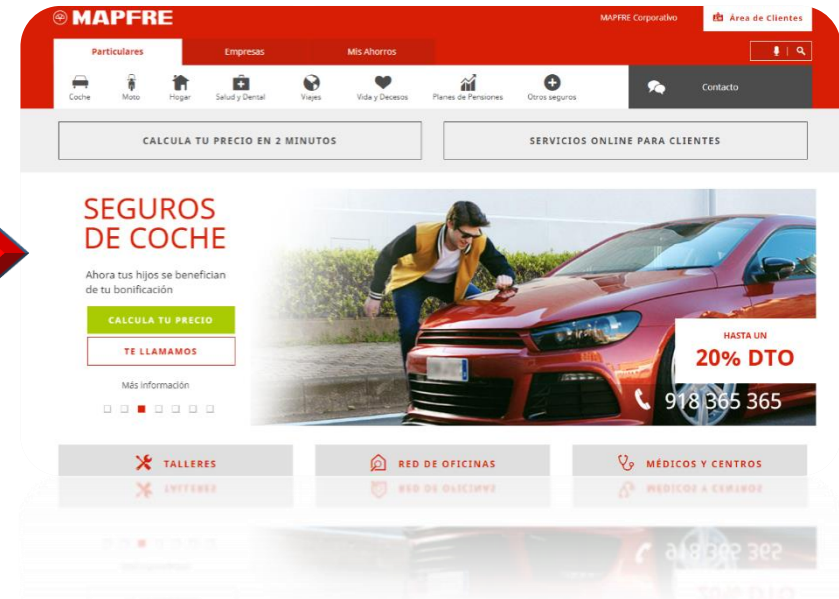 MAPFRE
MAPFRE Corporativo
Área de Clientes
Particulares
Empresas
Mis Ahorros
Coche
Moto
Hogar
Salud y Dental
Viajes
Vida y Decesos
Planes de Pensiones
Otros seguros
Contacto
CALCULA TU PRECIO EN 2 MINUTOS
SERVICIOS ONLINE PARA CLIENTES
SEGUROS
DE COCHE
Ahora tus hijos se benefician
de tu bonificación
CALCULA TU PRECIO
TE LLAMAMOS
Más información
HASTA UN
20% DTO
918 365 365
TALLERES
RED DE OFICINAS
MÉDICOS Y CENTROS